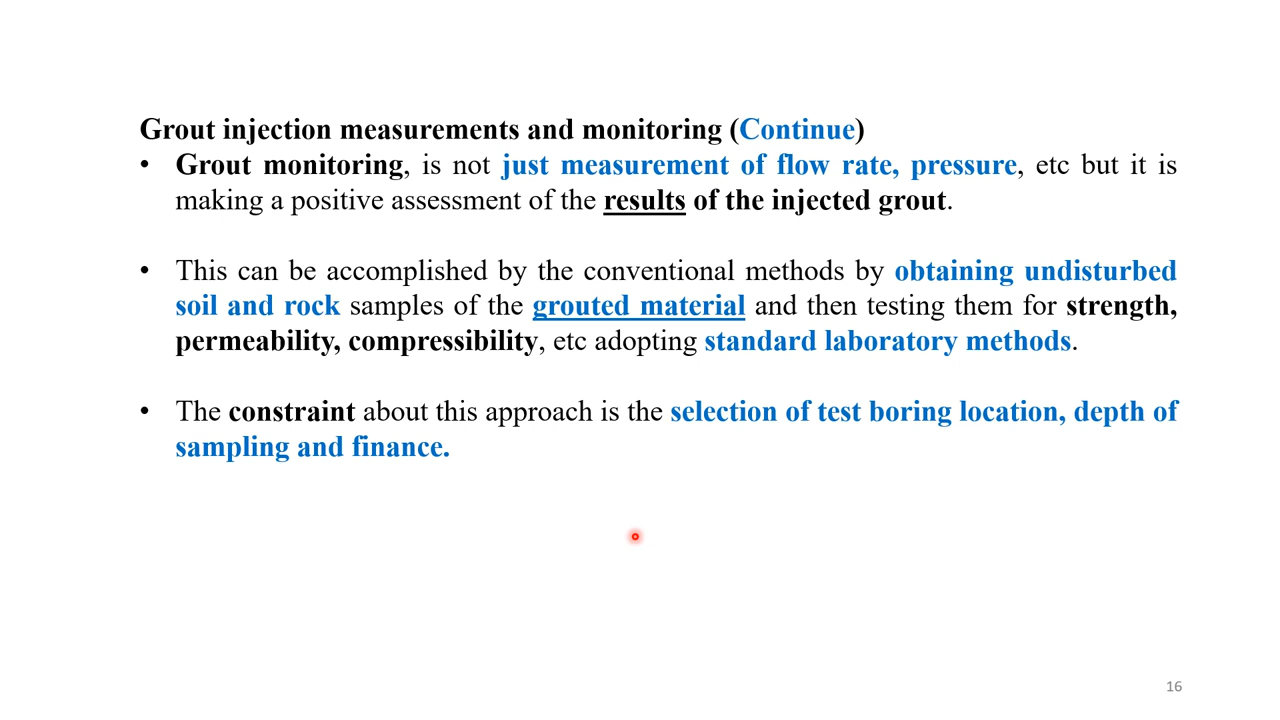 Grout injection measurements and monitoring (Continue)
• Grout monitoring, is not just measurement of flow rate, pressure, etc but it is
making a positive assessment of the results of the injected grout.
• This can be accomplished by the conventional methods by obtaining undisturbed
soil and rock samples of the grouted material and then testing them for strength,
permeability, compressibility, etc adopting standard laboratory methods.
• The constraint about this approach is the selection of test boring location, depth of
sampling and finance.
16